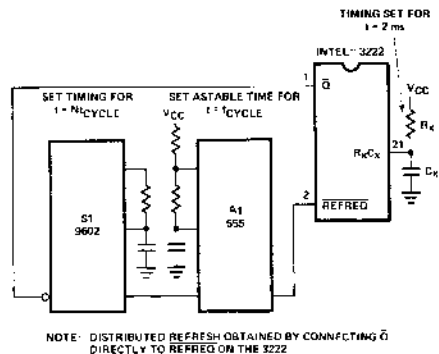 TIMING SET FOR
t = 2 ms
INTEL 3222
1
Q̅
VCC
RX
SET TIMING FOR
t = NtCYCLE
SET ASTABLE TIME FOR
t = tCYCLE
VCC
21
RXCX
CX
S1
9602
A1
555
2
REFREQ
NOTE: DISTRIBUTED REFRESH OBTAINED BY CONNECTING Q̅
DIRECTLY TO REFREQ ON THE 3222